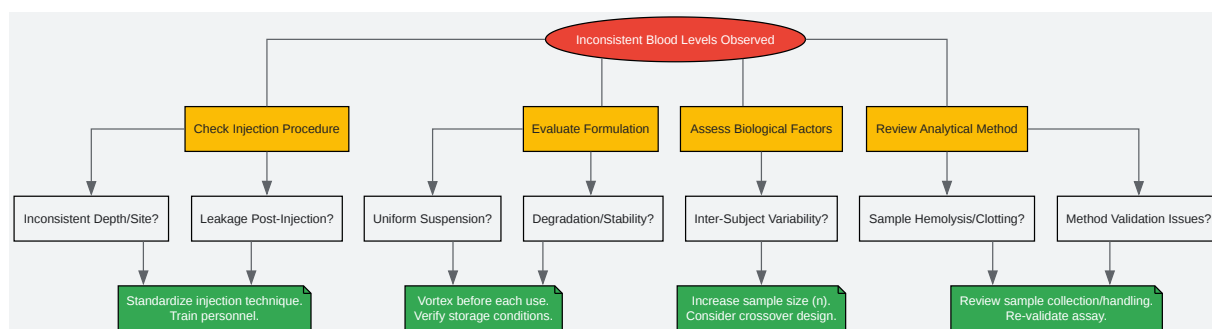 Inconsistent Blood Levels Observed
Check Injection Procedure
Evaluate Formulation
Assess Biological Factors
Review Analytical Method
Inconsistent Depth/Site?
Leakage Post-Injection?
Uniform Suspension?
Degradation/Stability?
Inter-Subject Variability?
Sample Hemolysis/Clotting?
Method Validation Issues?
Standardize injection technique.
Train personnel.
Vortex before each use.
Verify storage conditions.
Increase sample size (n).
Consider crossover design.
Review sample collection/handling.
Re-validate assay.